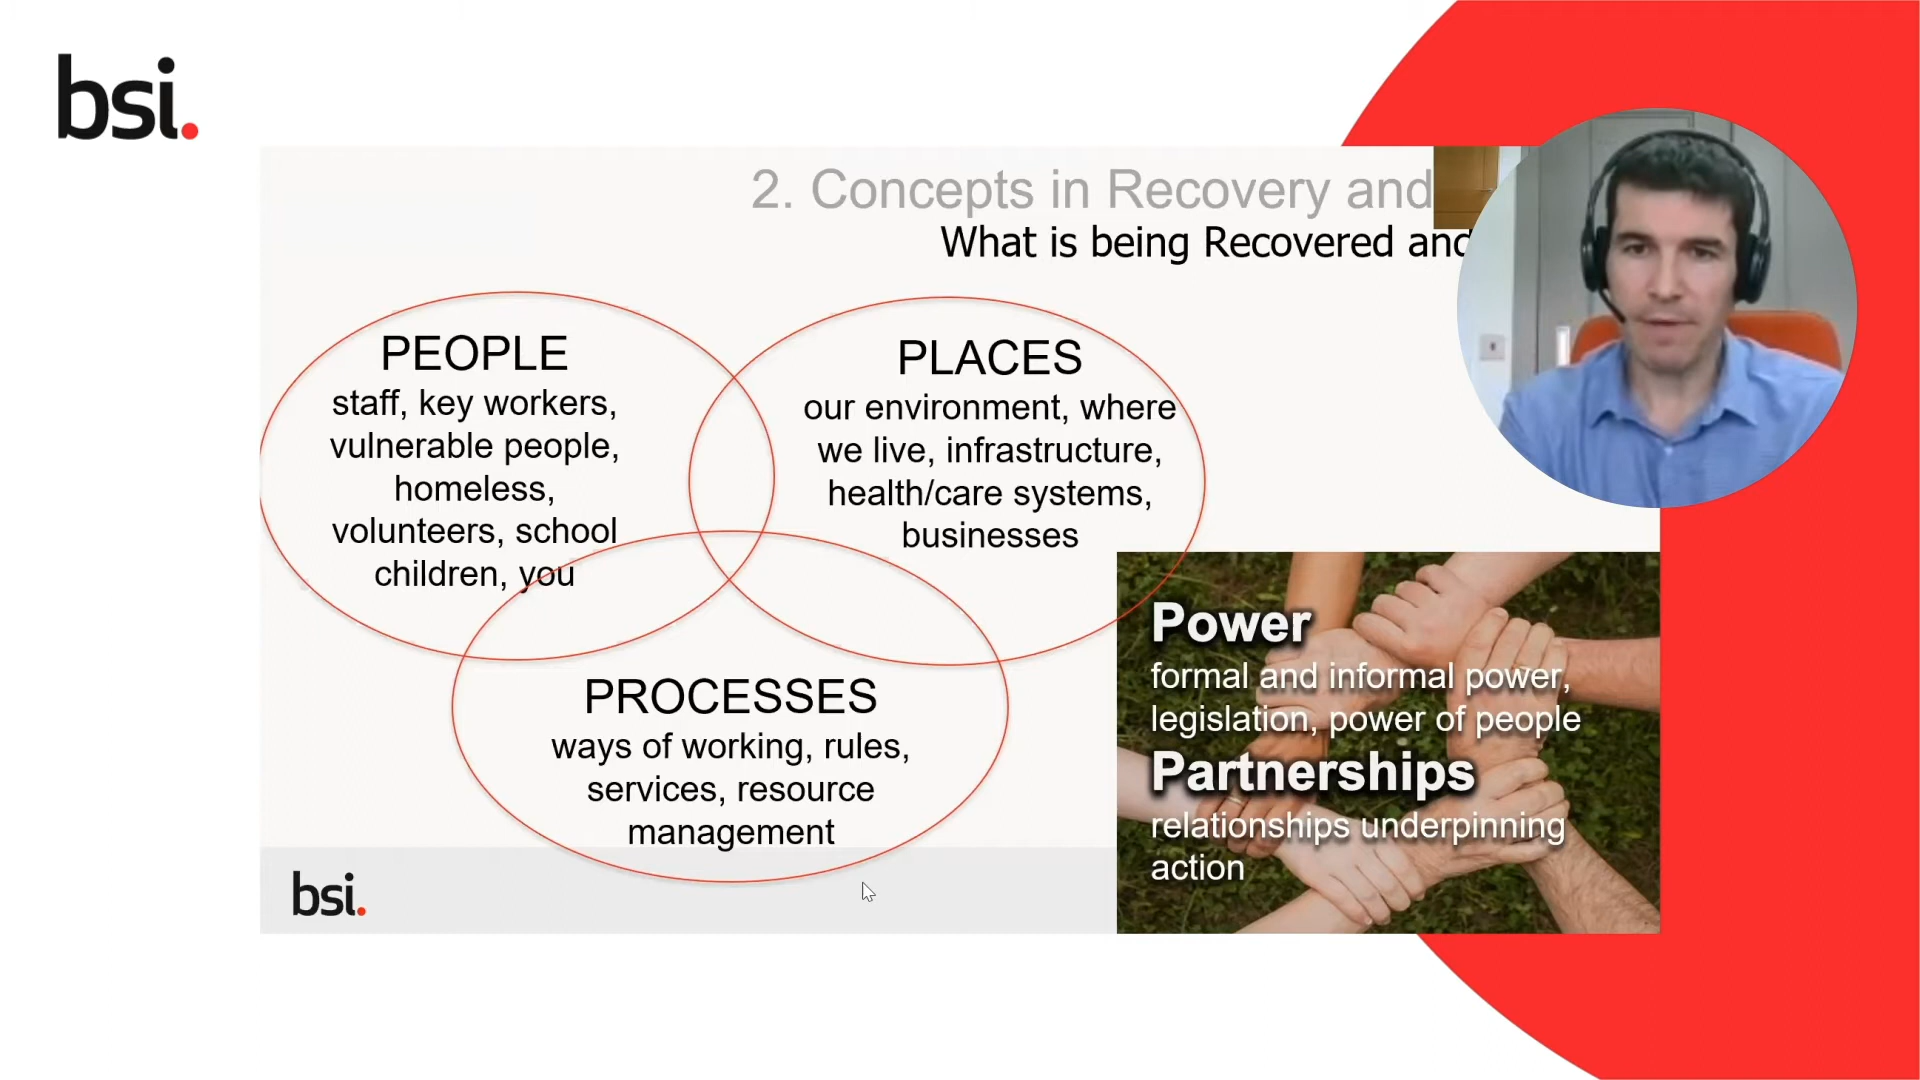 bsi.
2. Concepts in Recovery and
What is being Recovered and
PEOPLE
staff, key workers,
vulnerable people,
homeless,
volunteers, school
children, you
PLACES
our environment, where
we live, infrastructure,
health/care systems,
businesses
PROCESSES
ways of working, rules,
services, resource
management
Power
formal and informal power,
legislation, power of people
Partnerships
relationships underpinning
action
bsi.